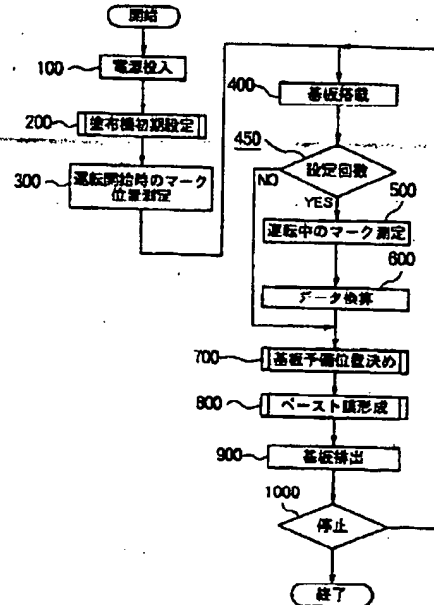 開始
100
電源投入
200
塗布機初期設定
300
運転開始時のマーク
位置測定
400
基板搭載
450
設定回数
NO
YES
500
運転中のマーク測定
600
データ換算
700
基板予備位置決め
800
ペースト膜形成
900
基板排出
1000
停止
終了